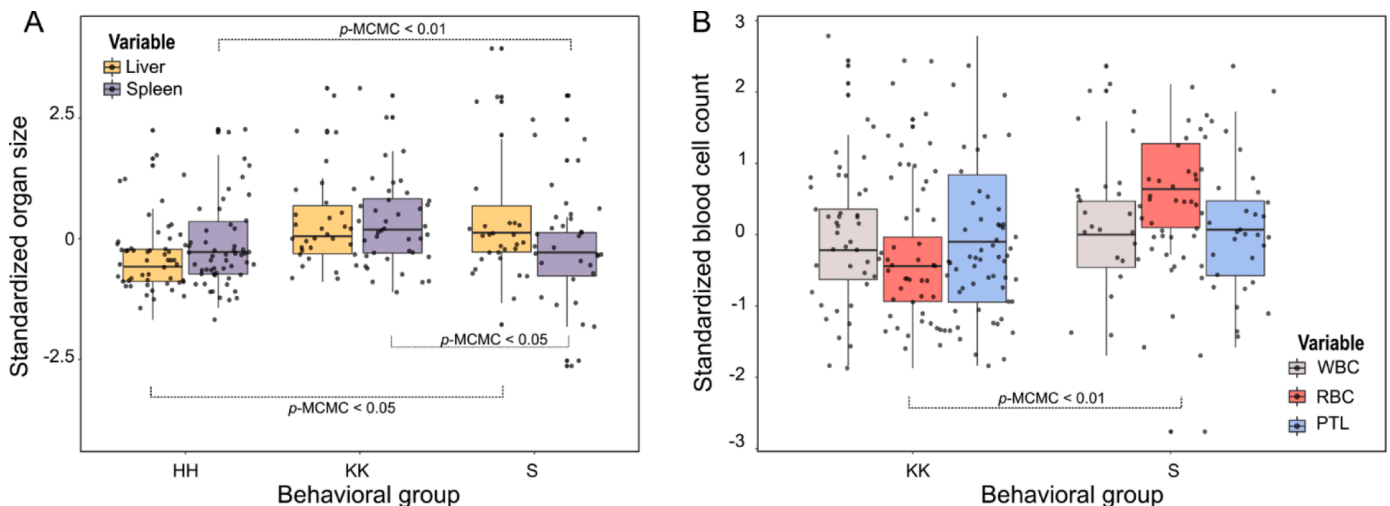 A
Variable
Liver
Spleen
p-MCMC < 0.01
2.5
0
-2.5
Standardized organ size
p-MCMC < 0.05
p-MCMC < 0.05
HH
KK
S
Behavioral group
B
3
2
1
0
-1
-2
-3
Standardized blood cell count
p-MCMC < 0.01
Variable
WBC
RBC
PTL
KK
S
Behavioral group